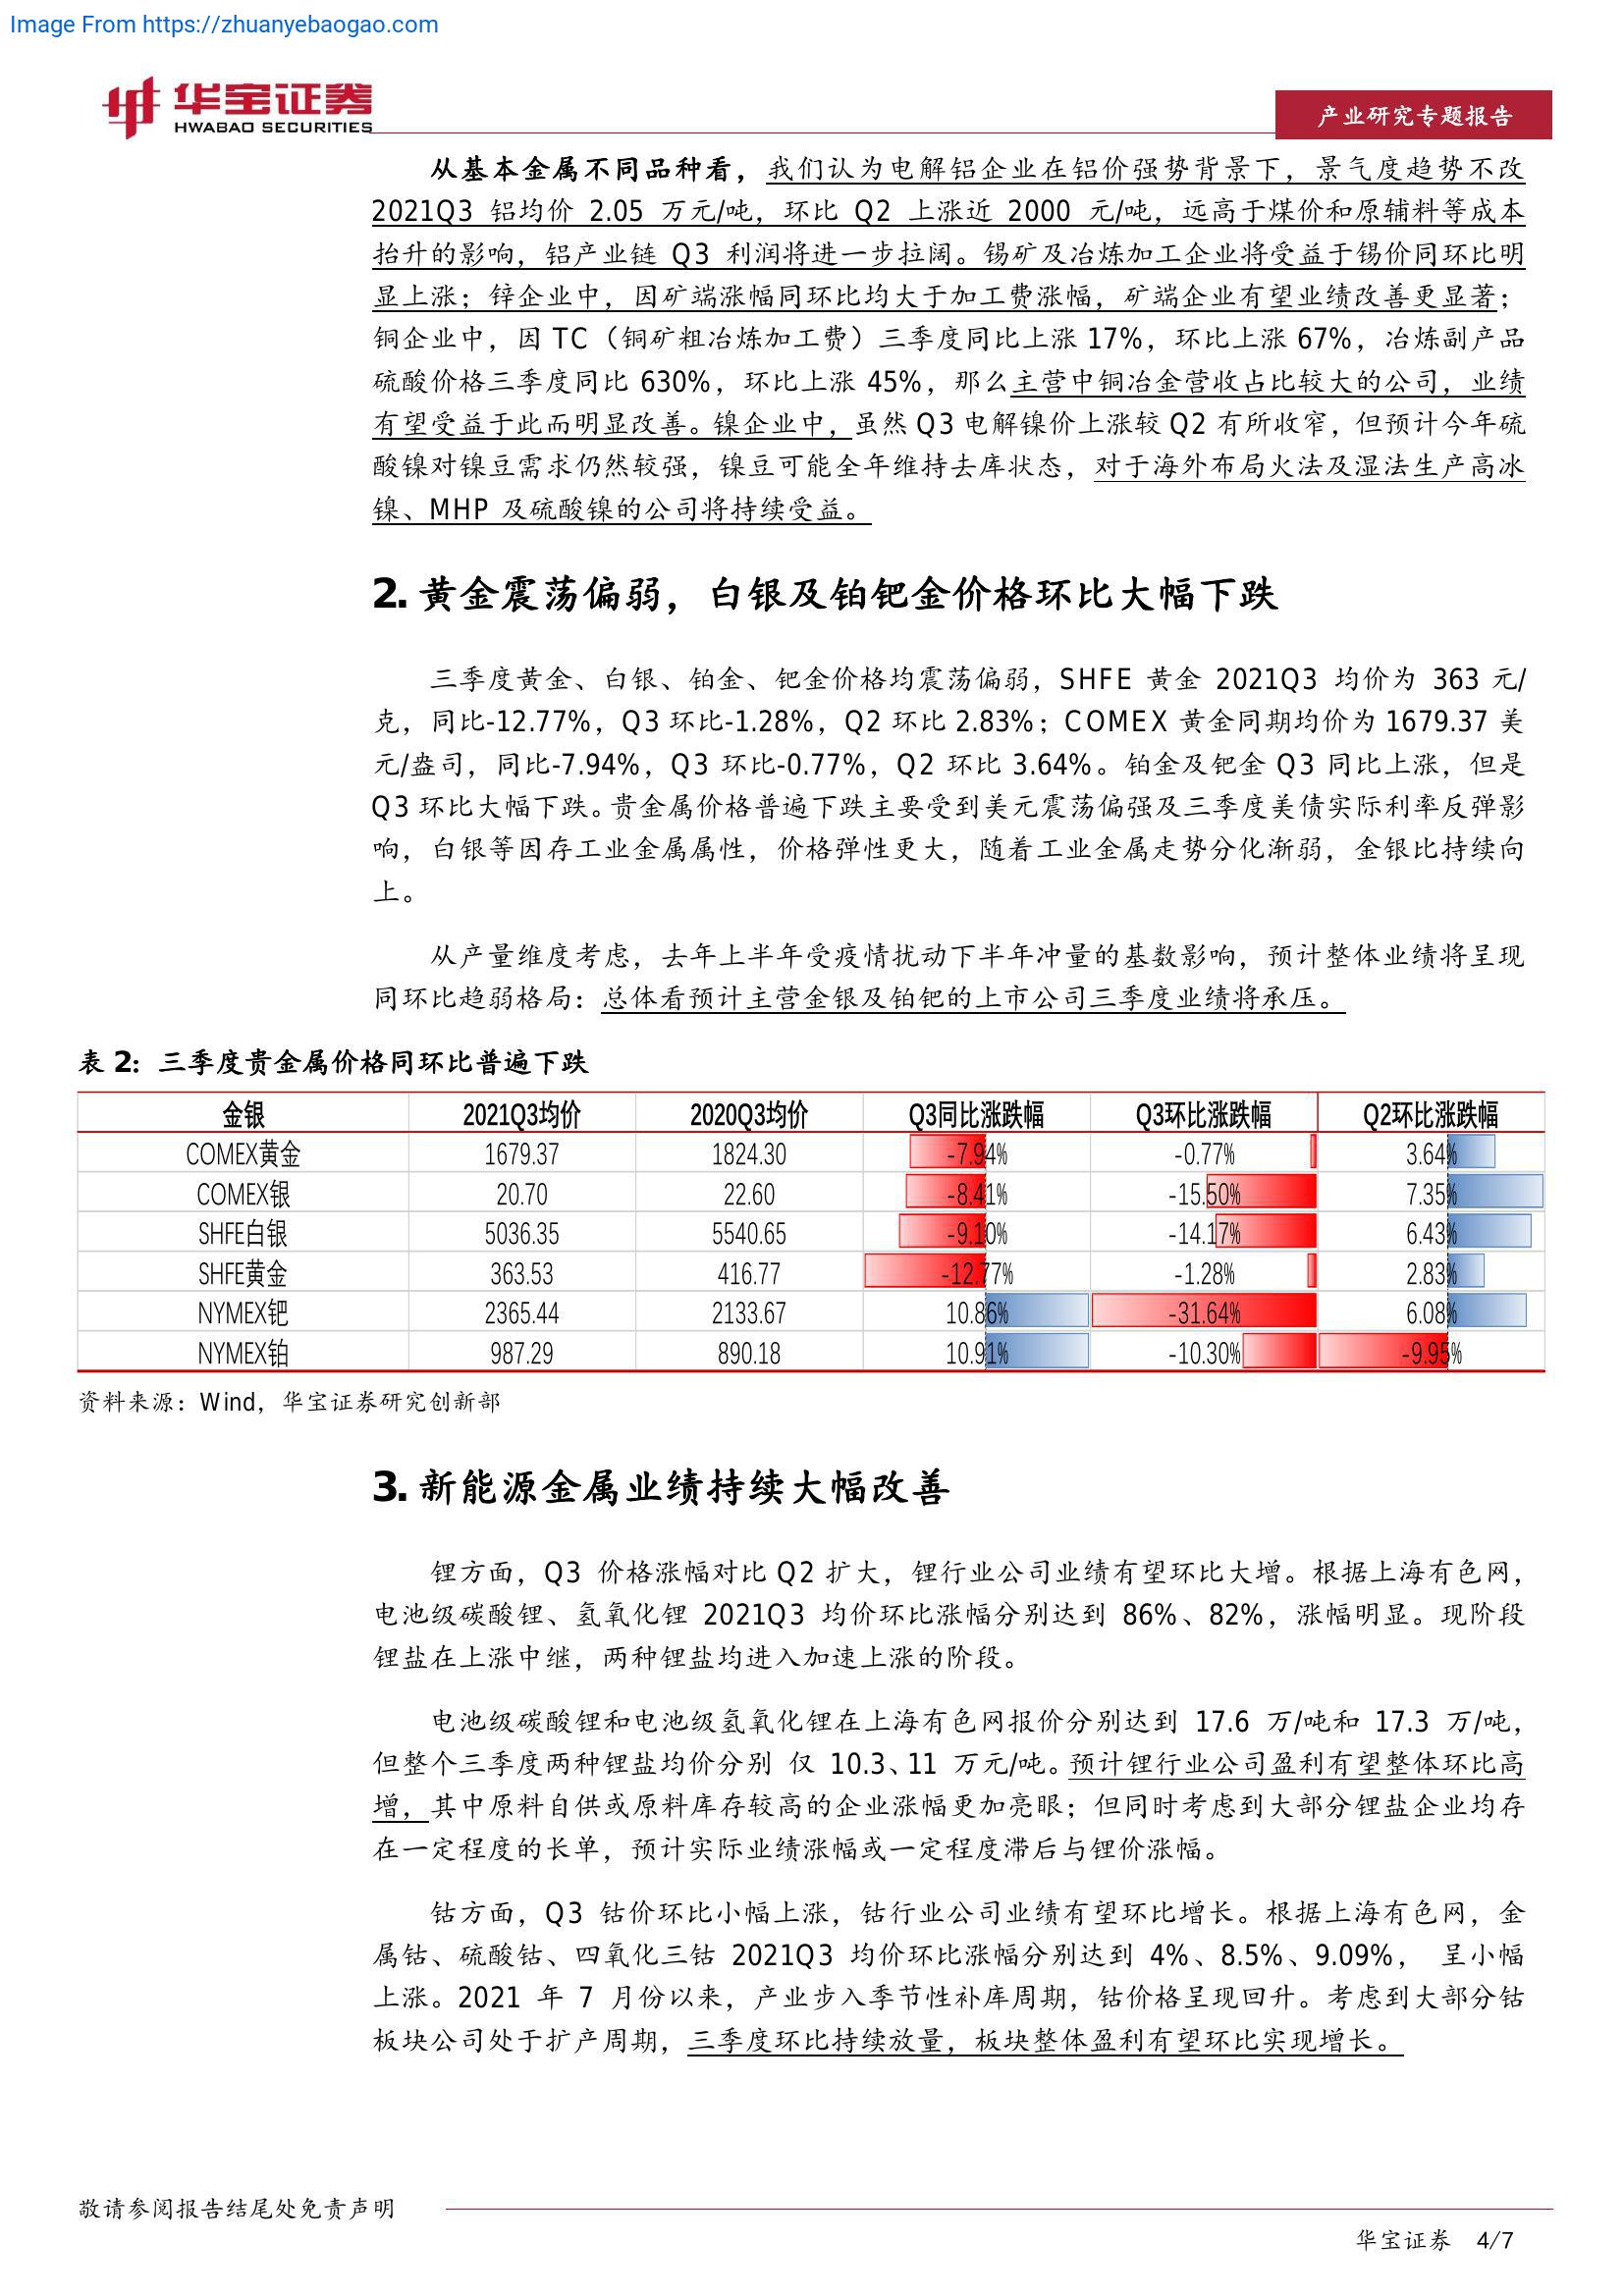 Image From https://zhuanyebaogao.com
华宝证券
HWABAO SECURITIES
产业研究专题报告
从基本金属不同品种看，我们认为电解铝企业在铝价强势背景下，景气度趋势不改
2021Q3 铝均价 2.05 万元/吨，环比 Q2 上涨近 2000 元/吨，远高于煤价和原辅料等成本
抬升的影响，铝产业链 Q3 利润将进一步拉阔。锡矿及冶炼加工企业将受益于锡价同环比明
显上涨；锌企业中，因矿端涨幅同环比均大于加工费涨幅，矿端企业有望业绩改善更显著；
铜企业中，因 TC（铜矿粗冶炼加工费）三季度同比上涨 17%，环比上涨 67%，冶炼副产品
硫酸价格三季度同比 630%，环比上涨 45%，那么主营中铜冶金营收占比较大的公司，业绩
有望受益于此而明显改善。镍企业中，虽然 Q3 电解镍价上涨较 Q2 有所收窄，但预计今年硫
酸镍对镍豆需求仍然较强，镍豆可能全年维持去库状态，对于海外布局火法及湿法生产高冰
镍、MHP 及硫酸镍的公司将持续受益。
2. 黄金震荡偏弱，白银及铂钯金价格环比大幅下跌
三季度黄金、白银、铂金、钯金价格均震荡偏弱，SHFE 黄金 2021Q3 均价为 363 元/
克，同比-12.77%，Q3 环比-1.28%，Q2 环比 2.83%；COMEX 黄金同期均价为 1679.37 美
元/盎司，同比-7.94%，Q3 环比-0.77%，Q2 环比 3.64%。铂金及钯金 Q3 同比上涨，但是
Q3 环比大幅下跌。贵金属价格普遍下跌主要受到美元震荡偏强及三季度美债实际利率反弹影
响，白银等因存工业金属属性，价格弹性更大，随着工业金属走势分化渐弱，金银比持续向
上。
从产量维度考虑，去年上半年受疫情扰动下半年冲量的基数影响，预计整体业绩将呈现
同环比趋弱格局：总体看预计主营金银及铂钯的上市公司三季度业绩将承压。
表 2：三季度贵金属价格同环比普遍下跌
金银 2021Q3均价 2020Q3均价 Q3同比涨跌幅 Q3环比涨跌幅 Q2环比涨跌幅
COMEX黄金 1679.37 1824.30 -7.94% -0.77% 3.64%
COMEX银 20.70 22.60 -8.41% -15.50% 7.35%
SHFE白银 5036.35 5540.65 -9.10% -14.17% 6.43%
SHFE黄金 363.53 416.77 -12.77% -1.28% 2.83%
NYMEX钯 2365.44 2133.67 10.86% -31.64% 6.08%
NYMEX铂 987.29 890.18 10.91% -10.30% -9.95%
资料来源：Wind，华宝证券研究创新部
3. 新能源金属业绩持续大幅改善
锂方面，Q3 价格涨幅对比 Q2 扩大，锂行业公司业绩有望环比大增。根据上海有色网，
电池级碳酸锂、氢氧化锂 2021Q3 均价环比涨幅分别达到 86%、82%，涨幅明显。现阶段
锂盐在上涨中继，两种锂盐均进入加速上涨的阶段。
电池级碳酸锂和电池级氢氧化锂在上海有色网报价分别达到 17.6 万/吨和 17.3 万/吨，
但整个三季度两种锂盐均价分别 仅 10.3、11 万元/吨。预计锂行业公司盈利有望整体环比高
增，其中原料自供或原料库存较高的企业涨幅更加亮眼；但同时考虑到大部分锂盐企业均存
在一定程度的长单，预计实际业绩涨幅或一定程度滞后与锂价涨幅。
钴方面，Q3 钴价环比小幅上涨，钴行业公司业绩有望环比增长。根据上海有色网，金
属钴、硫酸钴、四氧化三钴 2021Q3 均价环比涨幅分别达到 4%、8.5%、9.09%， 呈小幅
上涨。2021 年 7 月份以来，产业步入季节性补库周期，钴价格呈现回升。考虑到大部分钴
板块公司处于扩产周期，三季度环比持续放量，板块整体盈利有望环比实现增长。
敬请参阅报告结尾处免责声明
华宝证券 4/7